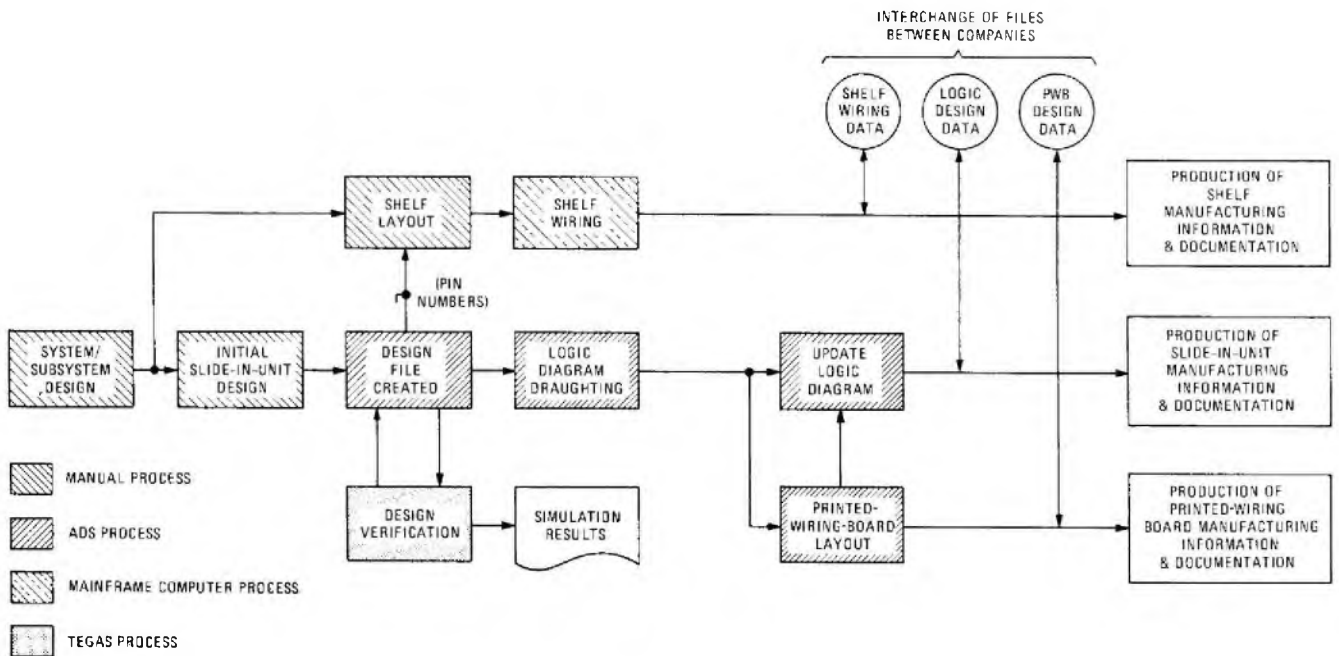 INTERCHANGE OF FILES
BETWEEN COMPANIES
SHELF
WIRING
DATA
LOGIC
DESIGN
DATA
PWB
DESIGN
DATA
SHELF
LAYOUT
SHELF
WIRING
PRODUCTION OF
SHELF
MANUFACTURING
INFORMATION
& DOCUMENTATION
(PIN
NUMBERS)
SYSTEM/
SUBSYSTEM
DESIGN
INITIAL
SLIDE-IN-UNIT
DESIGN
DESIGN
FILE
CREATED
LOGIC
DIAGRAM
DRAUGHTING
UPDATE
LOGIC
DIAGRAM
PRODUCTION OF
SLIDE-IN-UNIT
MANUFACTURING
INFORMATION
& DOCUMENTATION
DESIGN
VERIFICATION
SIMULATION
RESULTS
PRINTED-
WIRING-BOARD
LAYOUT
PRODUCTION OF
PRINTED-WIRING
BOARD MANUFACTURING
INFORMATION
& DOCUMENTATION
MANUAL PROCESS
ADS PROCESS
MAINFRAME COMPUTER PROCESS
TEGAS PROCESS